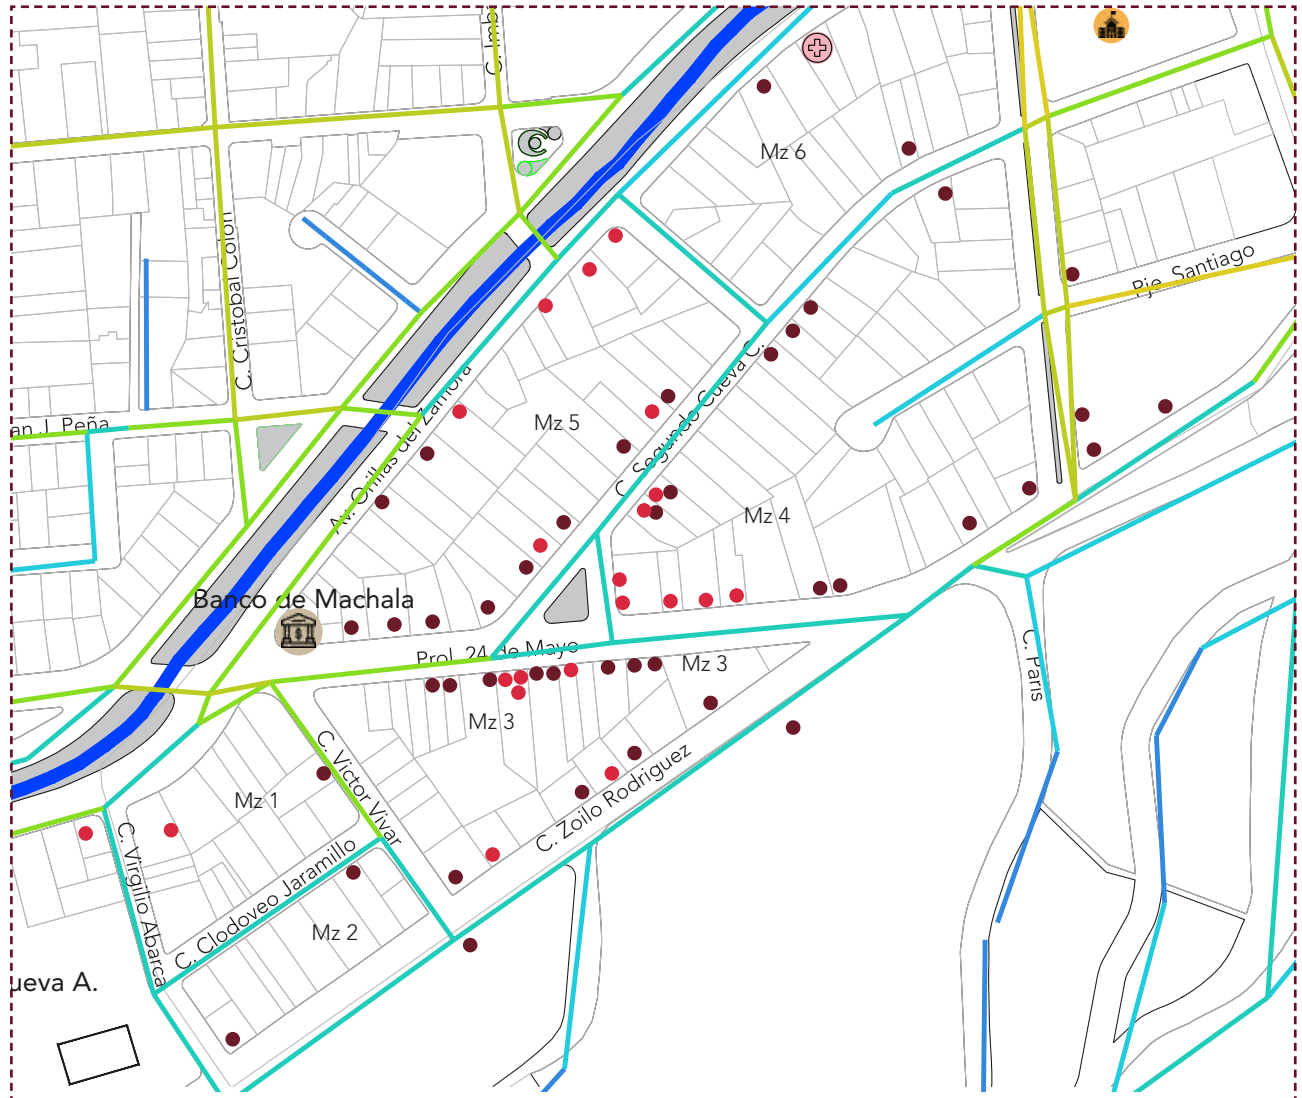 C. Imb
Mz 6
C. Cristobal Colon
Pje. Santiago
an J. Peña
Av. Orillas del Zamora
Mz 5
C. Segundo Cueva C.
Mz 4
Banco de Machala
Prol. 24 de Mayo
Mz 3
Mz 3
C. Paris
C. Victor Vivar
Mz 1
C. Zoilo Rodriguez
C. Virgilio Abarca
C. Clodoveo Jaramillo
Mz 2
ueva A.